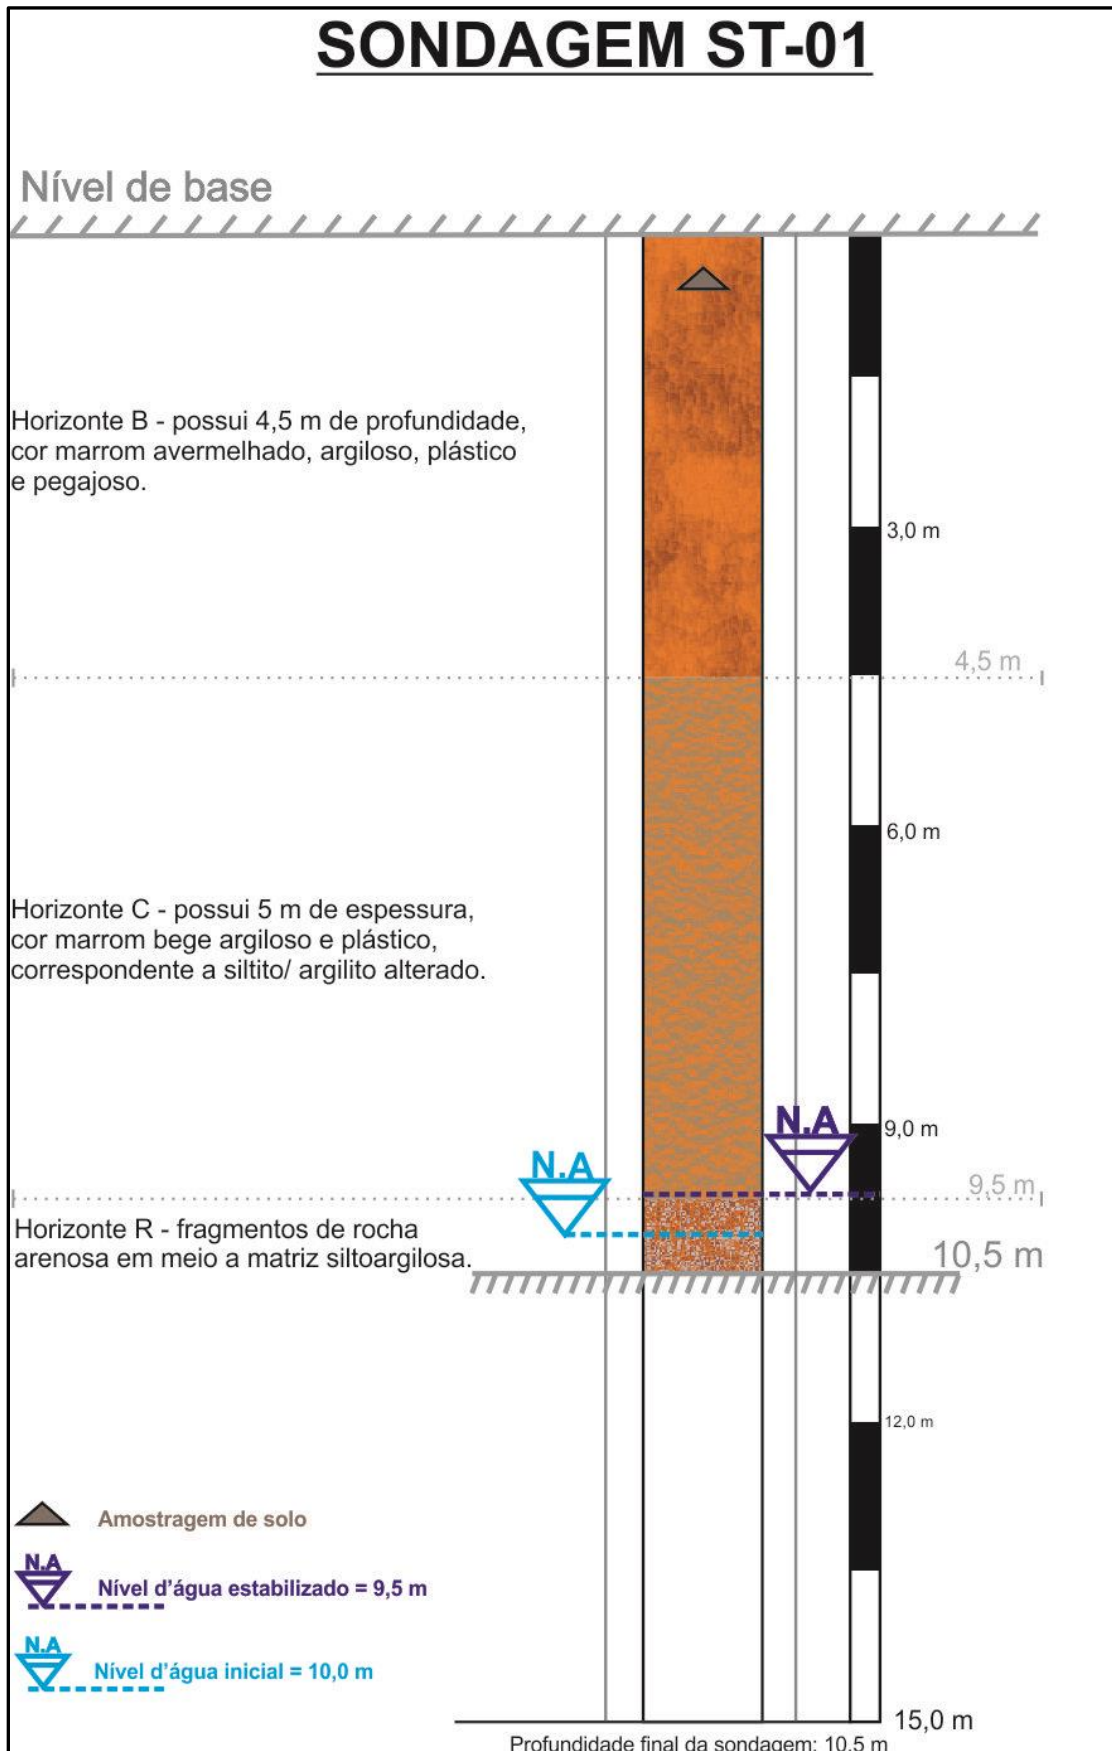 SONDAGEM ST-01
Nível de base
Horizonte B - possui 4,5 m de profundidade,
cor marrom avermelhado, argiloso, plástico
e pegajoso.
3,0 m
4,5 m
6,0 m
Horizonte C - possui 5 m de espessura,
cor marrom bege argiloso e plástico,
correspondente a siltito/ argilito alterado.
N.A
9,0 m
N.A
9,5 m
Horizonte R - fragmentos de rocha
arenosa em meio a matriz siltoargilosa.
10,5 m
12,0 m
Amostragem de solo
N.A
Nível d'água estabilizado = 9,5 m
N.A
Nível d'água inicial = 10,0 m
15,0 m
Profundidade final da sondagem: 10,5 m